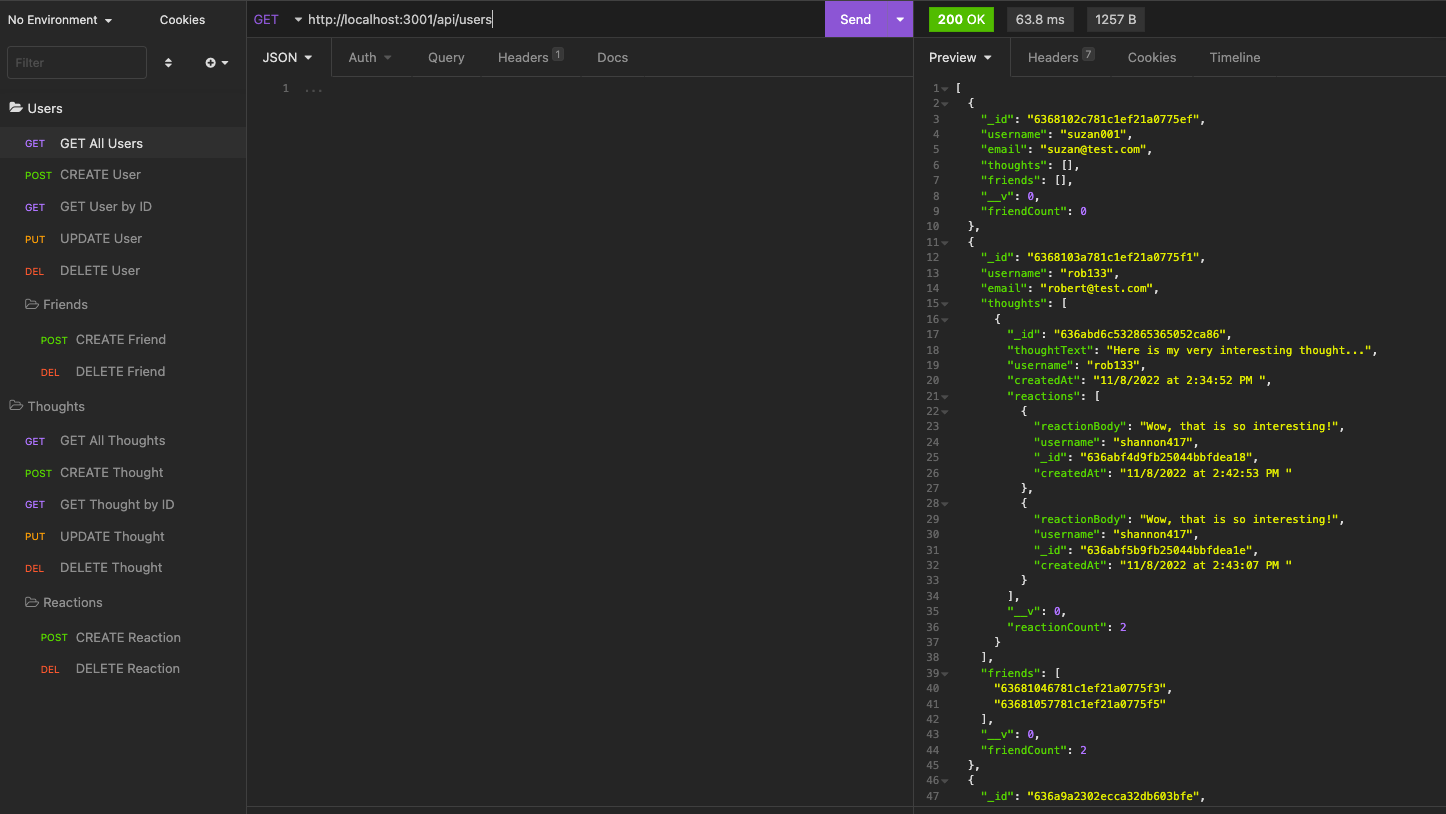 No Environment
Cookies
Filter
Users
GET GET All Users
POST CREATE User
GET GET User by ID
PUT UPDATE User
DEL DELETE User
Friends
POST CREATE Friend
DEL DELETE Friend
Thoughts
GET GET All Thoughts
POST CREATE Thought
GET GET Thought by ID
PUT UPDATE Thought
DEL DELETE Thought
Reactions
POST CREATE Reaction
DEL DELETE Reaction
GET http://localhost:3001/api/users Send
JSON Auth Query Headers 1 Docs
1 ...
200 OK 63.8 ms 1257 B
Preview Headers 7 Cookies Timeline
1 [
2 {
3 "_id": "6368102c781c1ef21a0775ef",
4 "username": "suzan001",
5 "email": "suzan@test.com",
6 "thoughts": [],
7 "friends": [],
8 "__v": 0,
9 "friendCount": 0
10 },
11 {
12 "_id": "6368103a781c1ef21a0775f1",
13 "username": "rob133",
14 "email": "robert@test.com",
15 "thoughts": [
16 {
17 "_id": "636abd6c532865365052ca86",
18 "thoughtText": "Here is my very interesting thought...",
19 "username": "rob133",
20 "createdAt": "11/8/2022 at 2:34:52 PM ",
21 "reactions": [
22 {
23 "reactionBody": "Wow, that is so interesting!",
24 "username": "shannon417",
25 "_id": "636abf4d9fb25044bbfdea18",
26 "createdAt": "11/8/2022 at 2:42:53 PM "
27 },
28 {
29 "reactionBody": "Wow, that is so interesting!",
30 "username": "shannon417",
31 "_id": "636abf5b9fb25044bbfdea1e",
32 "createdAt": "11/8/2022 at 2:43:07 PM "
33 }
34 ],
35 "__v": 0,
36 "reactionCount": 2
37 }
38 ],
39 "friends": [
40 "63681046781c1ef21a0775f3",
41 "63681057781c1ef21a0775f5"
42 ],
43 "__v": 0,
44 "friendCount": 2
45 },
46 {
47 "_id": "636a9a2302ecca32db603bfe",